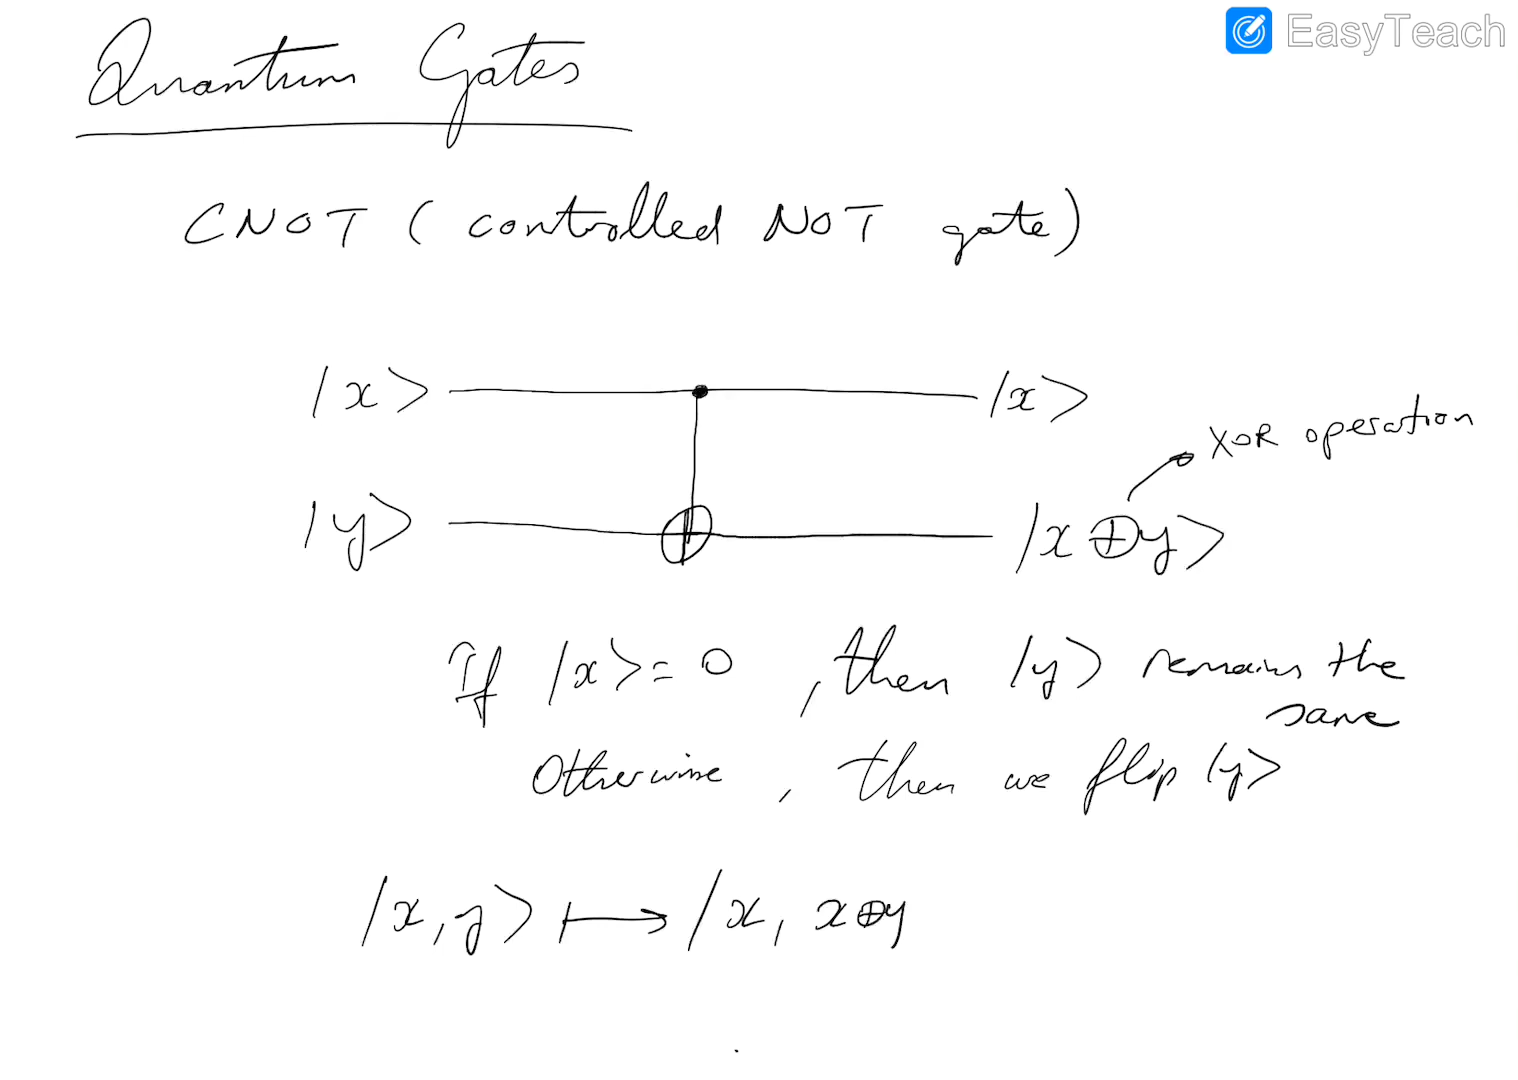 EasyTeach
Quantum Gates
CNOT (controlled NOT gate)
|x> |x>
XOR operation
|y> |x ⊕ y>
If |x> = 0 , then |y> remains the
same
Otherwise , then we flip |y>
|x, y> ↦ |x, x⊕y